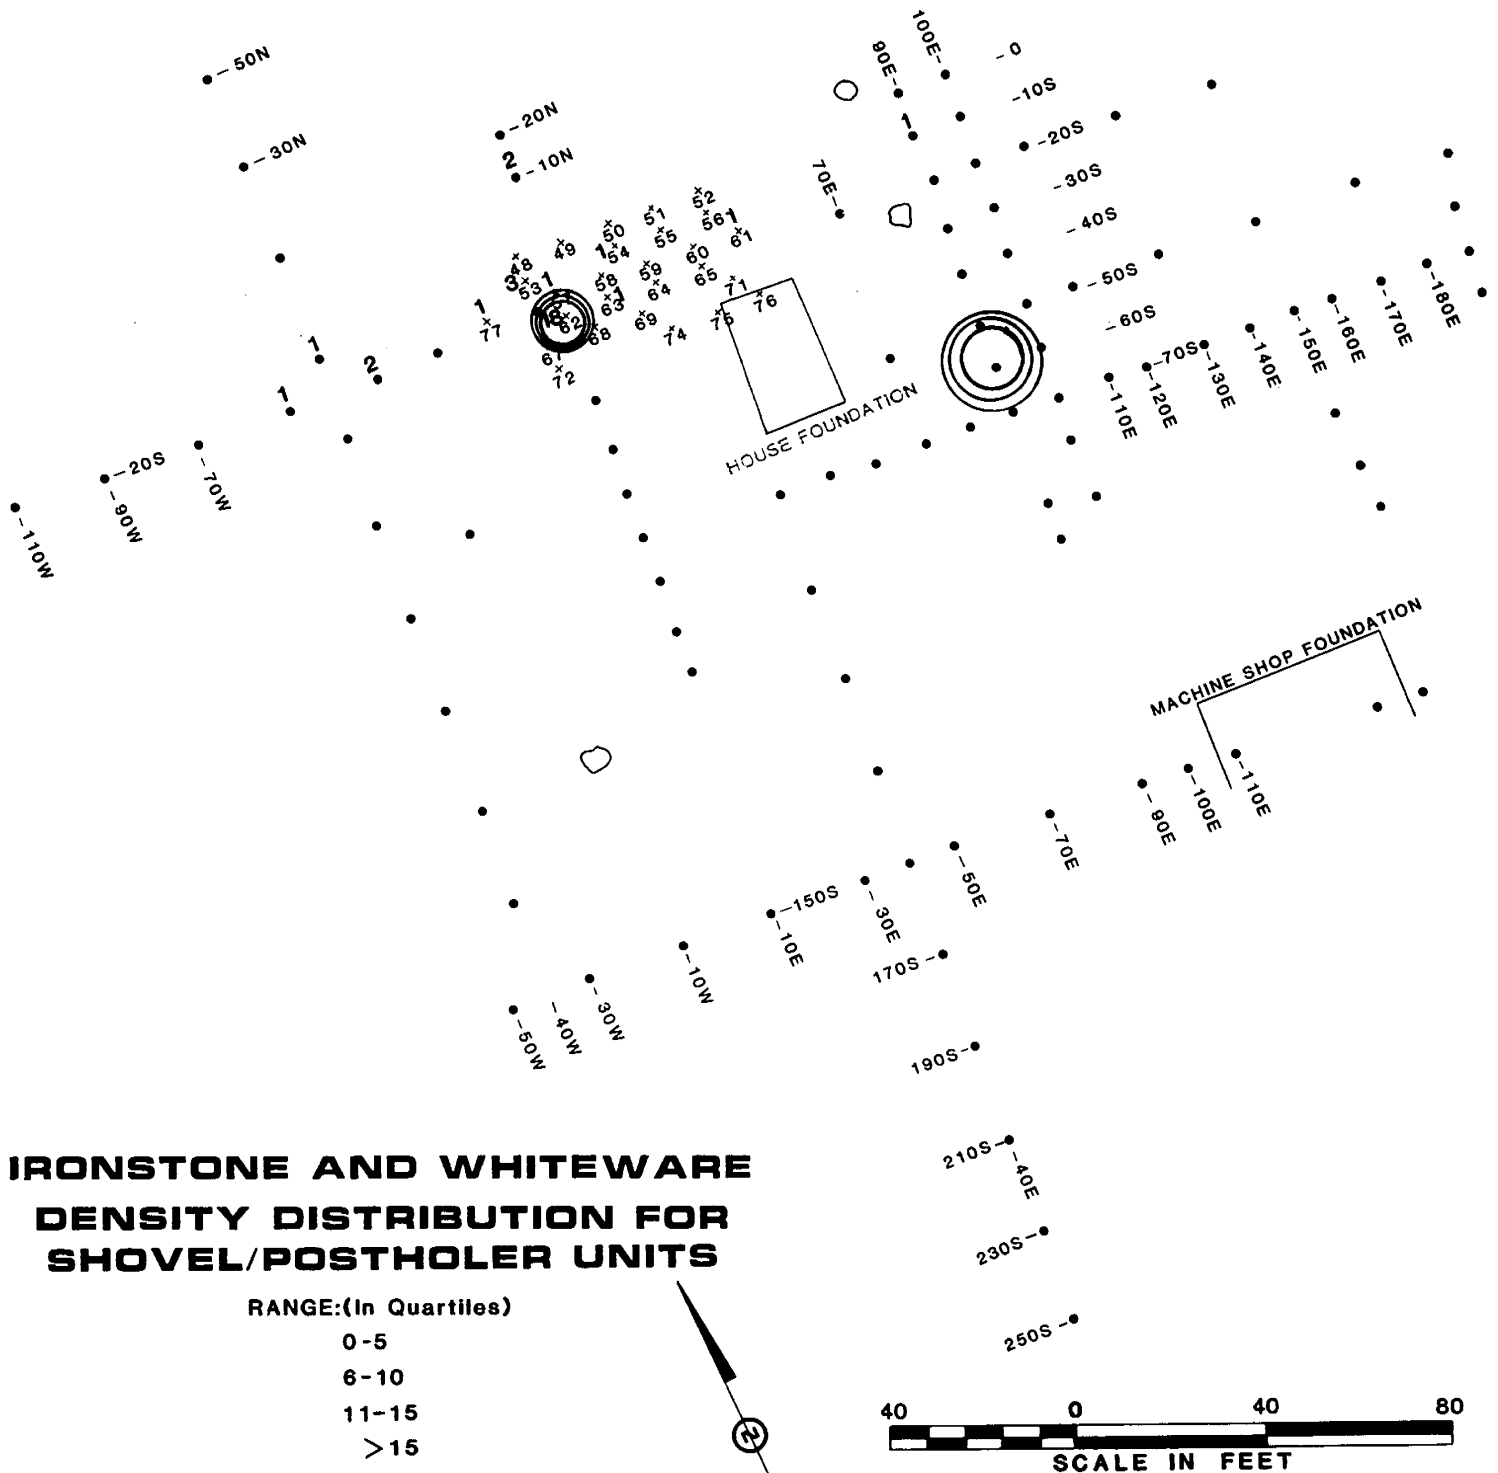 -50N
-30N
-20N
2
-10N
100E-
90E-
1
70E-
-0
-10S
-20S
-30S
-40S
-50S
-60S
-70S
52
51
561
50
55
61
49
1
54
60
48
59
65
3
1
53
58
71
64
76
1
63
1
77
62
69
75
68
74
72
1
2
1
-180E
-170E
-160E
-150E
-140E
-130E
-120E
-110E
HOUSE FOUNDATION
-20S
-70W
-90W
-110W
MACHINE SHOP FOUNDATION
-110E
-100E
-90E
-70E
-50E
-150S
-30E
-10E
-10W
-30W
-40W
-50W
170S-
190S-
210S-
-40E
230S-
250S-
IRONSTONE AND WHITEWARE
DENSITY DISTRIBUTION FOR
SHOVEL/POSTHOLER UNITS
RANGE:(In Quartiles)
0-5
6-10
11-15
>15
N
40 0 40 80
SCALE IN FEET